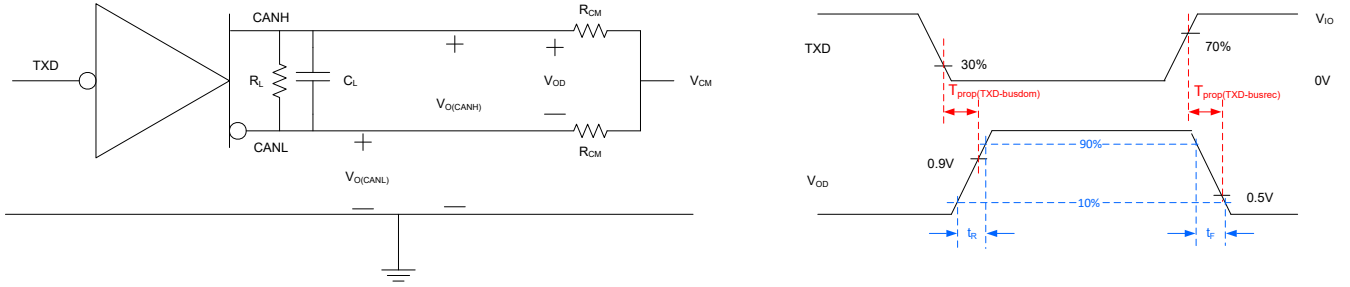 CANH
R_CM
TXD
R_L
C_L
+
+
V_OD
V_CM
V_O(CANH)
—
CANL
+
R_CM
V_O(CANL)
— —
TXD
V_IO
70%
30%
0V
T_prop(TXD-busdom)
T_prop(TXD-busrec)
90%
0.9V
V_OD
0.5V
10%
t_R
t_F